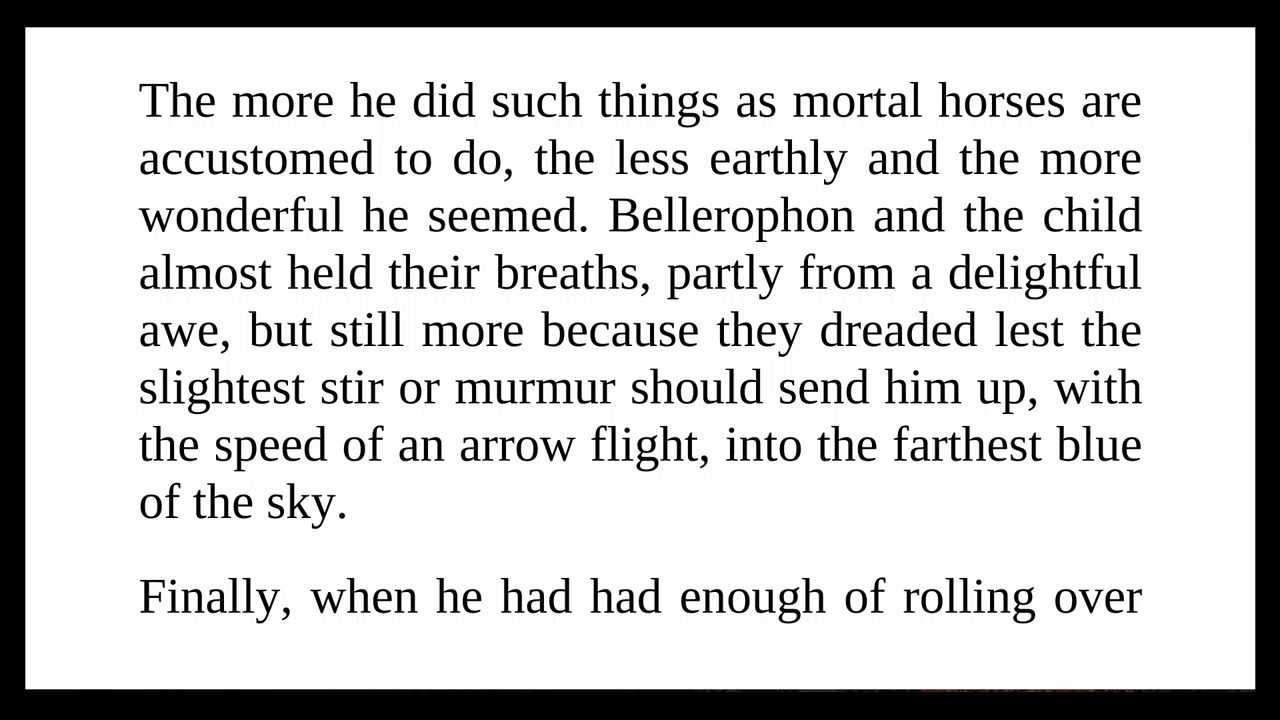 The more he did such things as mortal horses are
accustomed to do, the less earthly and the more
wonderful he seemed. Bellerophon and the child
almost held their breaths, partly from a delightful
awe, but still more because they dreaded lest the
slightest stir or murmur should send him up, with
the speed of an arrow flight, into the farthest blue
of the sky.
Finally, when he had had enough of rolling over